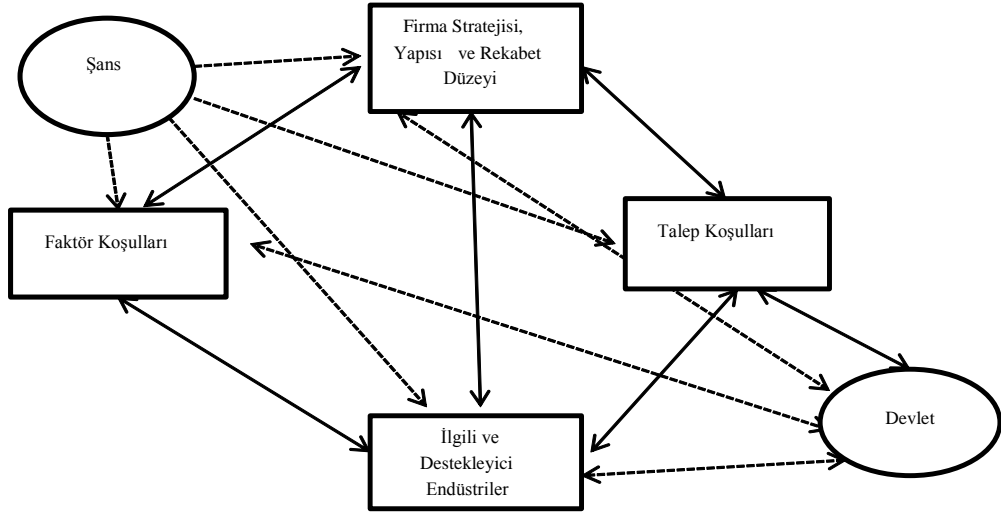 Şans
Firma Stratejisi,
Yapısı ve Rekabet
Düzeyi
Faktör Koşulları
Talep Koşulları
İlgili ve
Destekleyici
Endüstriler
Devlet